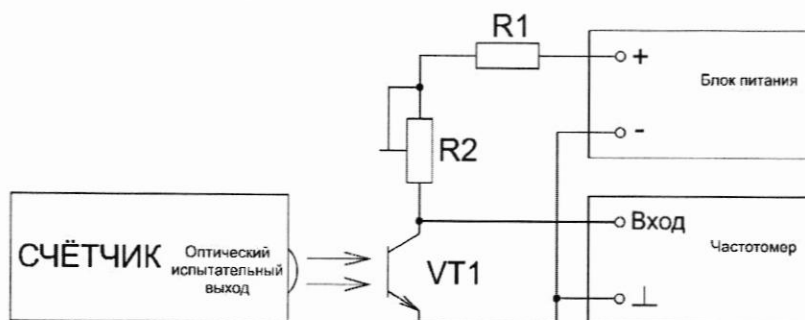 R1
+
Блок питания
-
R2
СЧЁТЧИК
Оптический
испытательный
выход
VT1
Вход
Частотомер
⊥